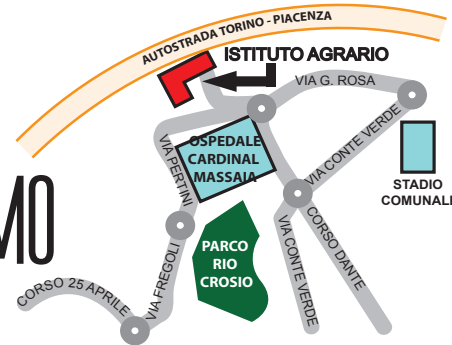 AUTOSTRADA TORINO - PIACENZA
ISTITUTO AGRARIO
VIA G. ROSA
OSPEDALE
CARDINAL
MASSAIA
VIA PERTINI
VIA CONTE VERDE
STADIO
COMUNALE
MO
PARCO
RIO
CROSIO
VIA CONTE VERDE
CORSO DANTE
VIA FREGOLI
CORSO 25 APRILE